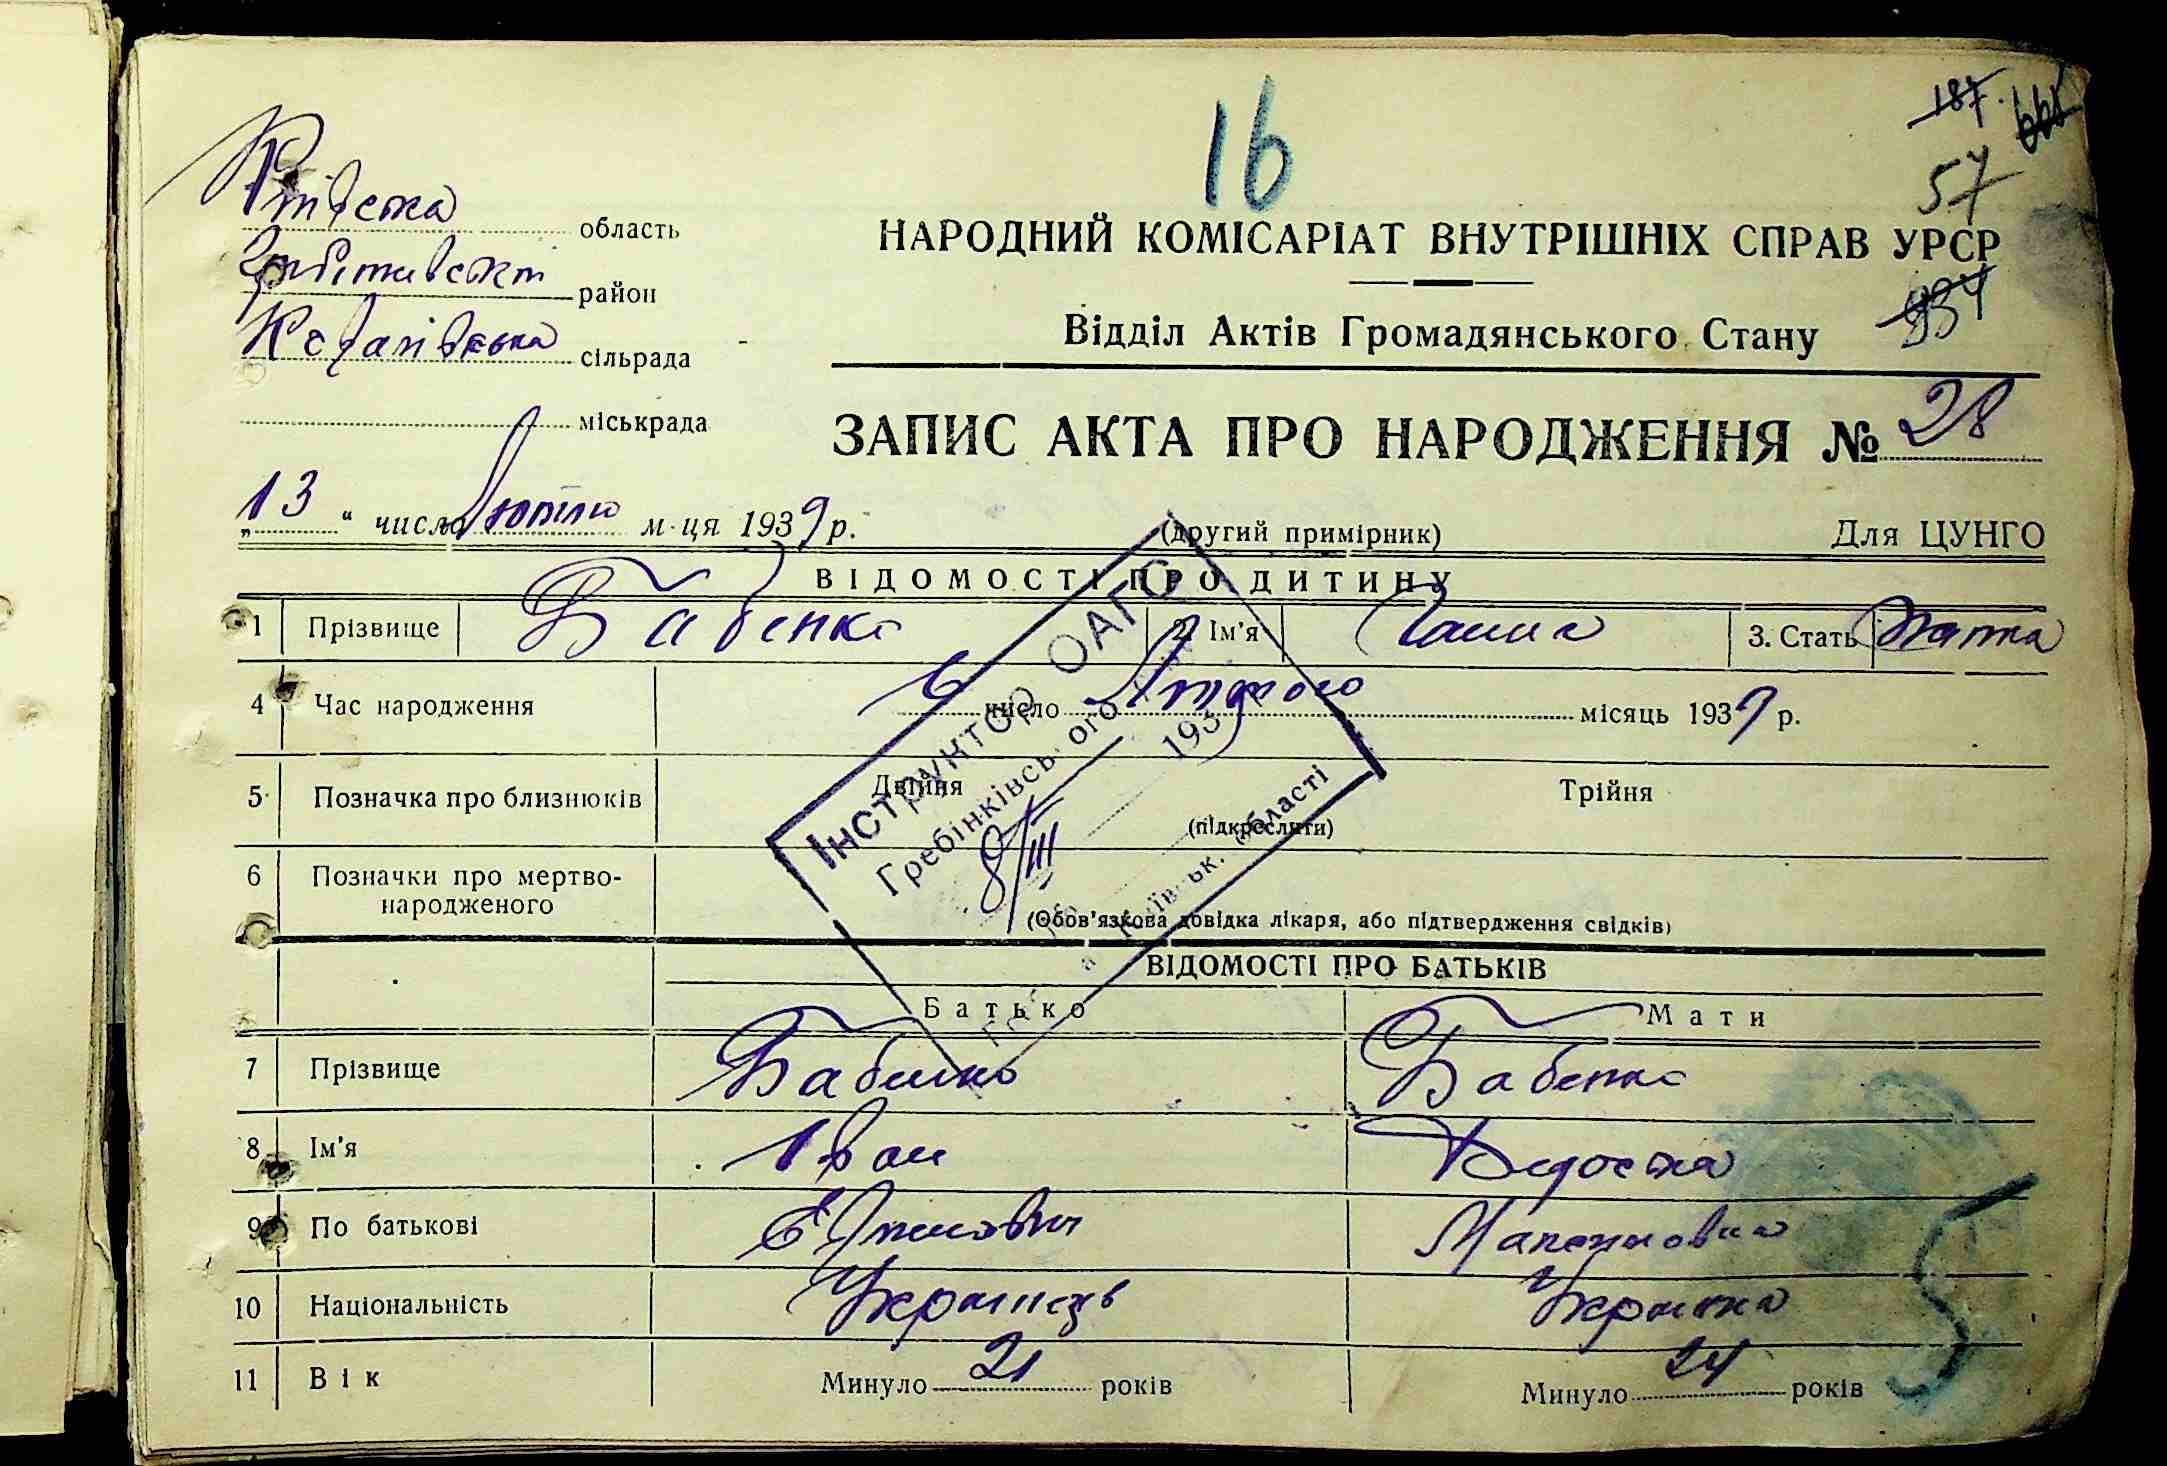 16
187.
57
Київська область
НАРОДНИЙ КОМІСАРІАТ ВНУТРІШНІХ СПРАВ УРСР
район
934
Відділ Актів Громадянського Стану
сільрада
міськрада
ЗАПИС АКТА ПРО НАРОДЖЕННЯ № 28
„13“ число Лютого м-ця 1939 р.
(другий примірник)
Для ЦУНГО
ВІДОМОСТІ ПРО ДИТИНУ
1 Прізвище Бабенко 2. Ім'я Ганна 3. Стать
4 Час народження 6 число Лютого місяць 1939 р.
5 Позначка про близнюків Двійня Трійня
(підкреслити)
6 Позначки про мертво-
народженого
(Обов'язкова довідка лікаря, або підтвердження свідків)
Інструктор ОАГС
Гребінківського
8/III 1939
Київськ. області
ВІДОМОСТІ ПРО БАТЬКІВ
Батько Мати
7 Прізвище Бабенко Бабенко
8 Ім'я Іван
9 По батькові
10 Національність Українець Українка
11 Вік Минуло 21 років Минуло 24 років